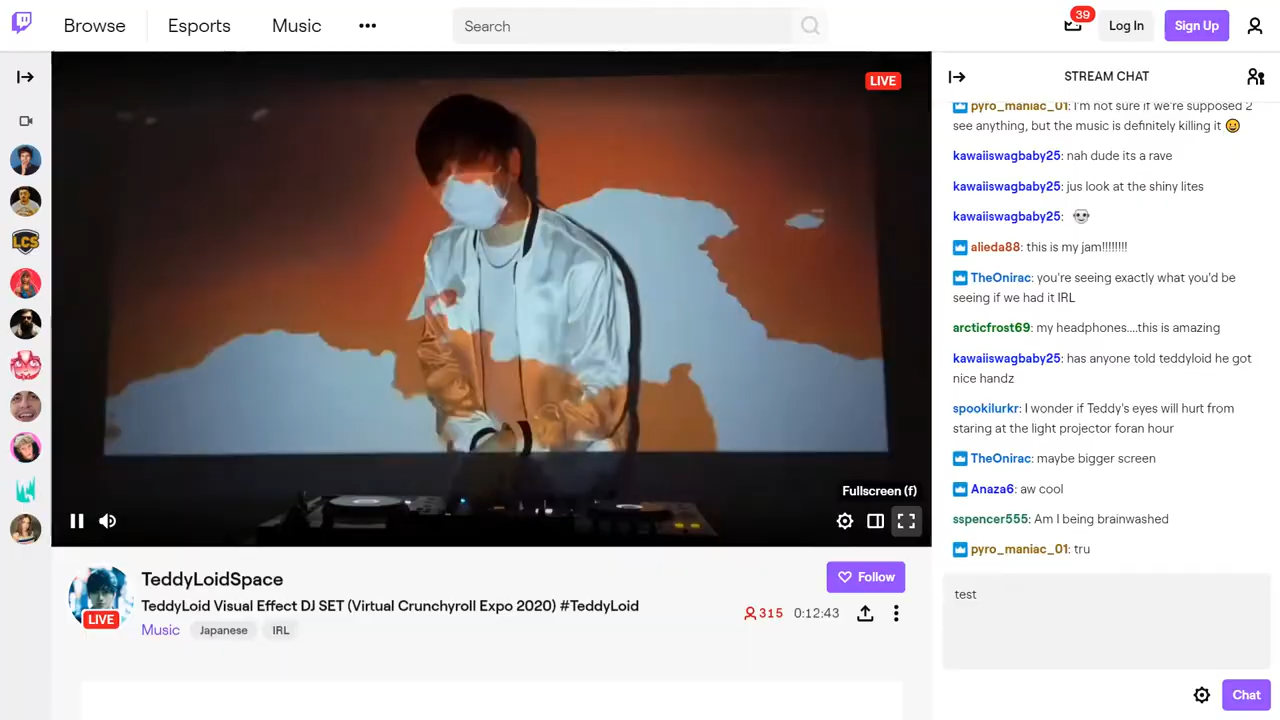 Browse
Esports
Music
•••
Search
39
Log In
Sign Up
LIVE
Fullscreen (f)
LCS
TeddyLoidSpace
TeddyLoid Visual Effect DJ SET (Virtual Crunchyroll Expo 2020) #TeddyLoid
Music
Japanese
IRL
LIVE
Follow
315
0:12:43
STREAM CHAT
pyro_maniac_01: I'm not sure if we're supposed 2
see anything, but the music is definitely killing it
kawaiiswagbaby25: nah dude its a rave
kawaiiswagbaby25: jus look at the shiny lites
kawaiiswagbaby25:
alieda88: this is my jam!!!!!!!!
TheOnirac: you're seeing exactly what you'd be
seeing if we had it IRL
arcticfrost69: my headphones....this is amazing
kawaiiswagbaby25: has anyone told teddyloid he got
nice handz
spookilurkr: I wonder if Teddy's eyes will hurt from
staring at the light projector foran hour
TheOnirac: maybe bigger screen
Anaza6: aw cool
sspencer555: Am I being brainwashed
pyro_maniac_01: tru
test
Chat